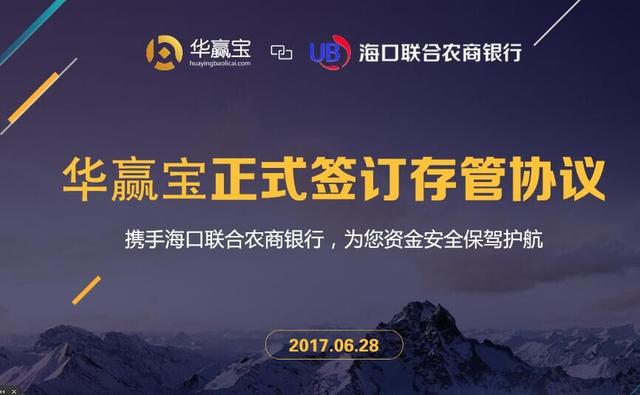 华赢宝
huayingbaolicai.com
UB 海口联合农商银行
华赢宝正式签订存管协议
携手海口联合农商银行，为您资金安全保驾护航
2017.06.28